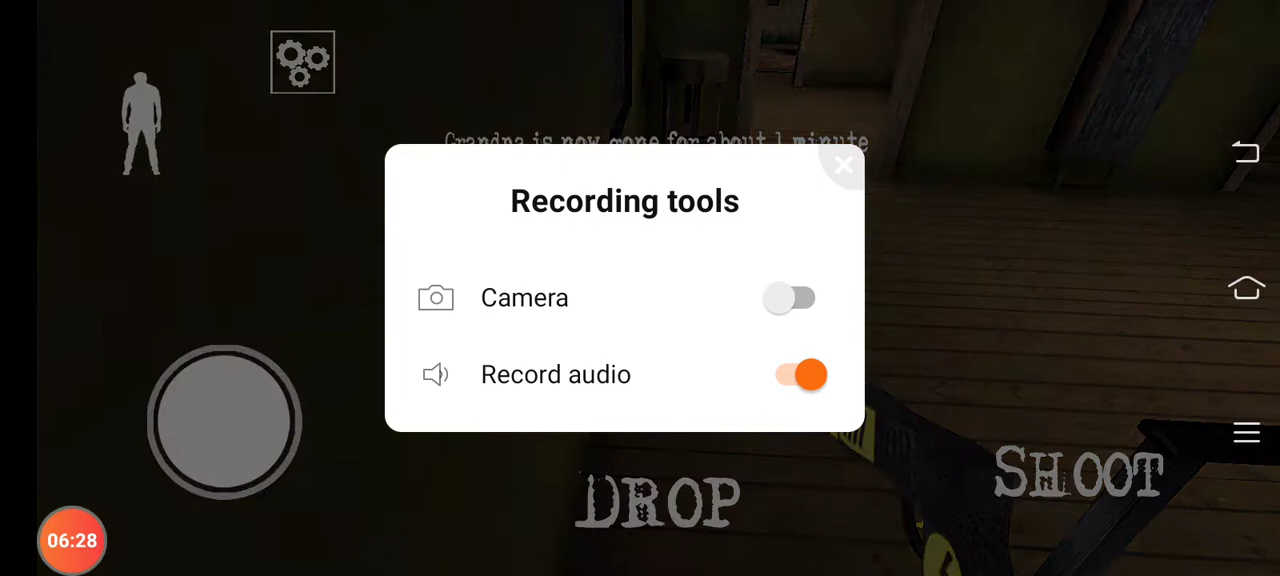 Grandpa is now gone for about 1 minute
Recording tools
Camera
Record audio
SHOOT
DROP
06:28